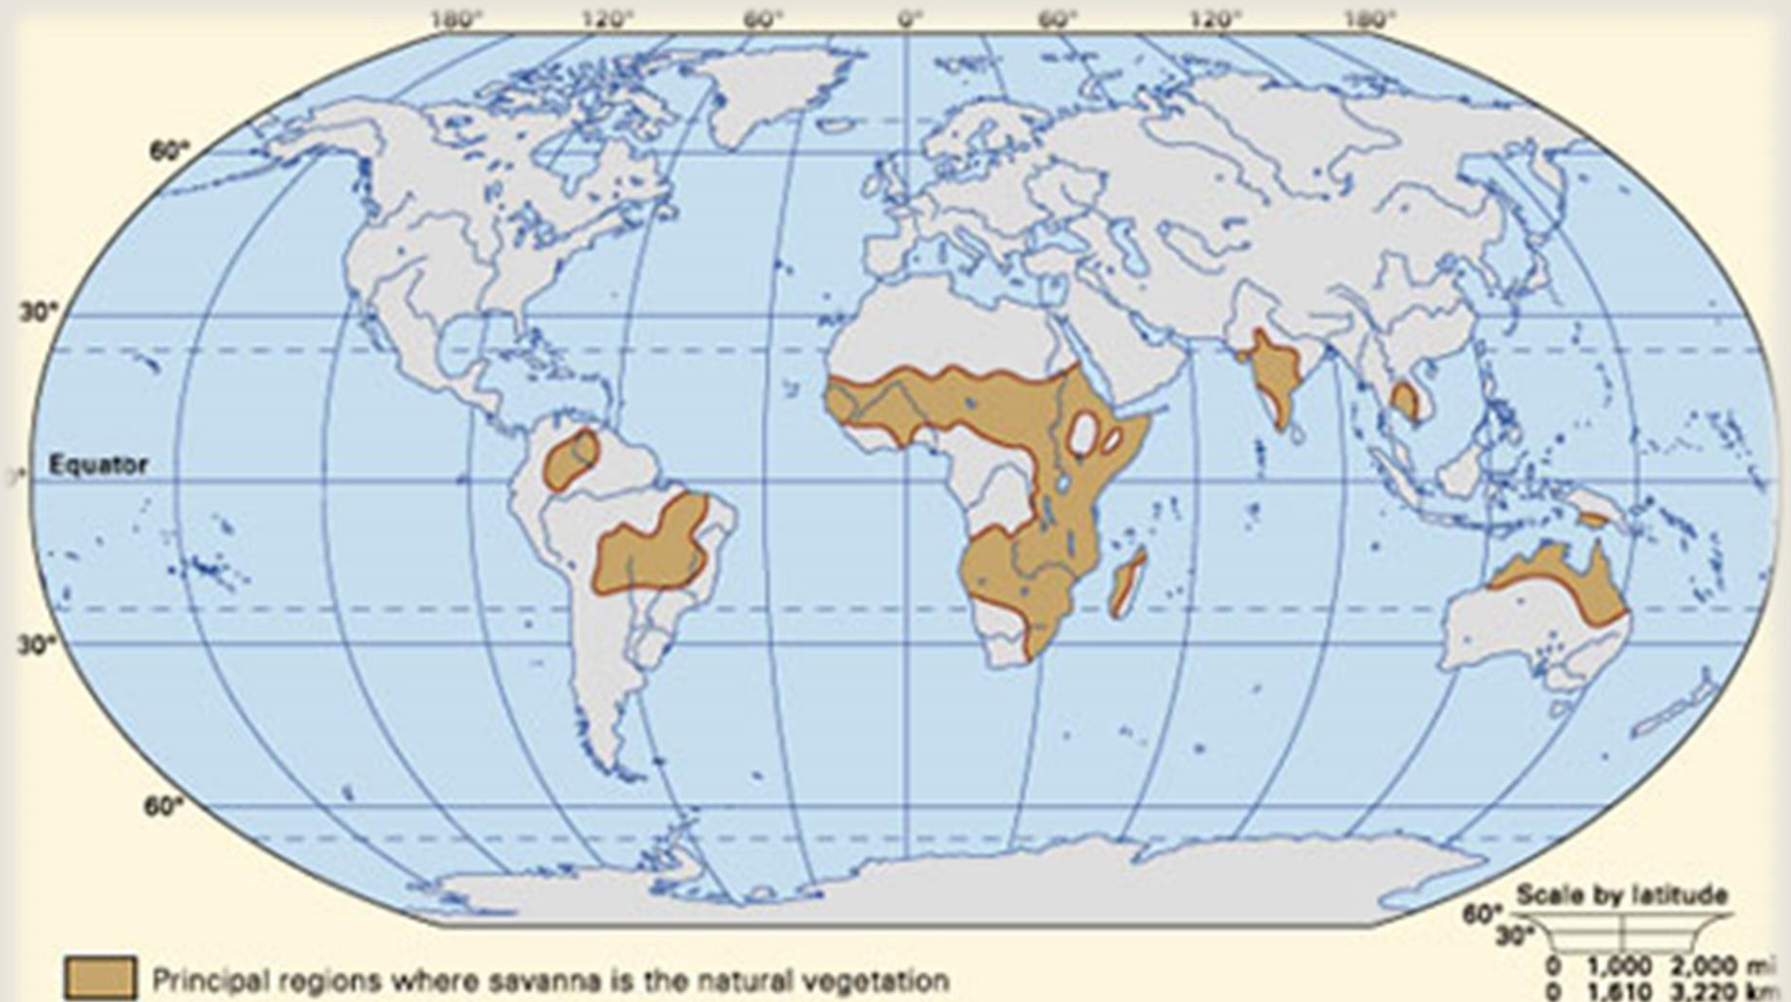 180° 120° 60° 0° 60° 120° 180°
60°
30°
Equator
0°
30°
60°
Scale by latitude
60°
30°
0 1,000 2,000 mi
0 1,610 3,220 km
Principal regions where savanna is the natural vegetation